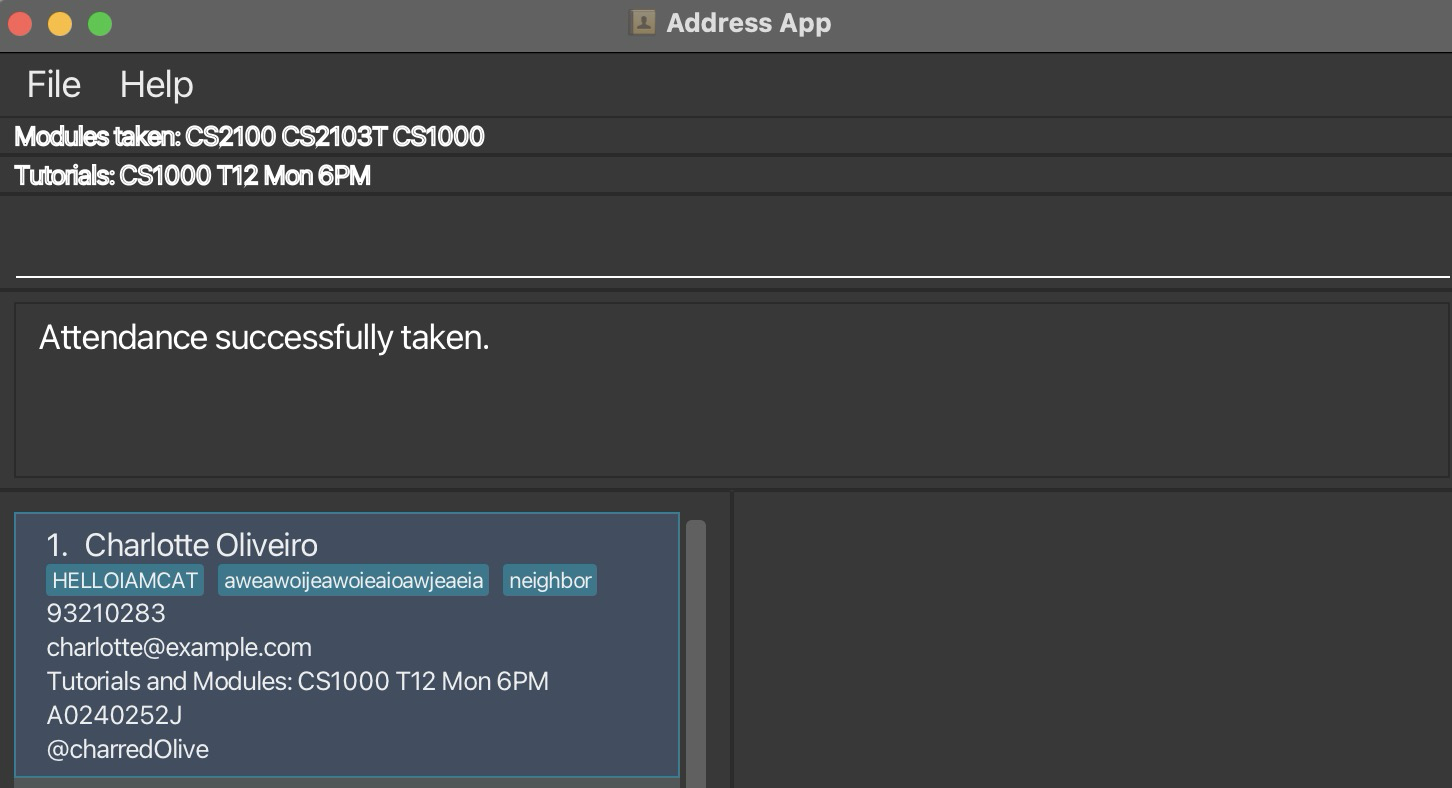 Address App
File Help
Modules taken: CS2100 CS2103T CS1000
Tutorials: CS1000 T12 Mon 6PM
Attendance successfully taken.
1. Charlotte Oliveiro
HELLOIAMCAT aweawoijeawoieaioawjeaeia neighbor
93210283
charlotte@example.com
Tutorials and Modules: CS1000 T12 Mon 6PM
A0240252J
@charredOlive